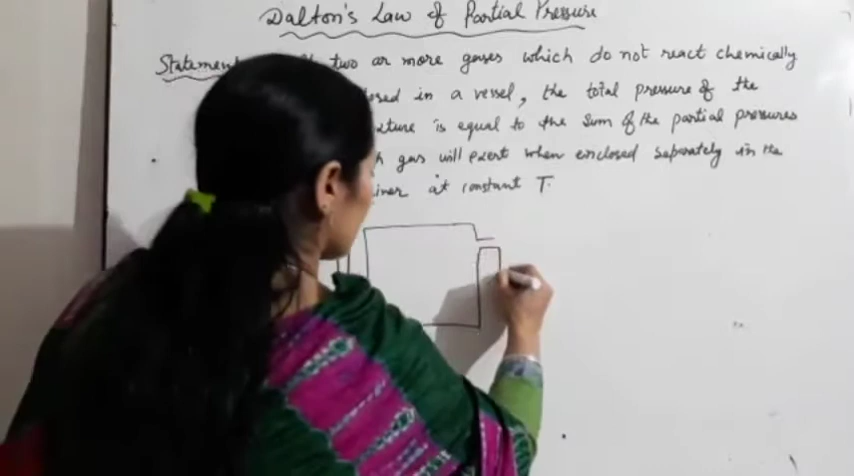 Dalton's Law of Partial Pressure
Statement two or more gases which do not react chemically
in a vessel, the total pressure of the
is equal to the sum of the partial pressures
gas will exert when enclosed separately in the
at constant T.